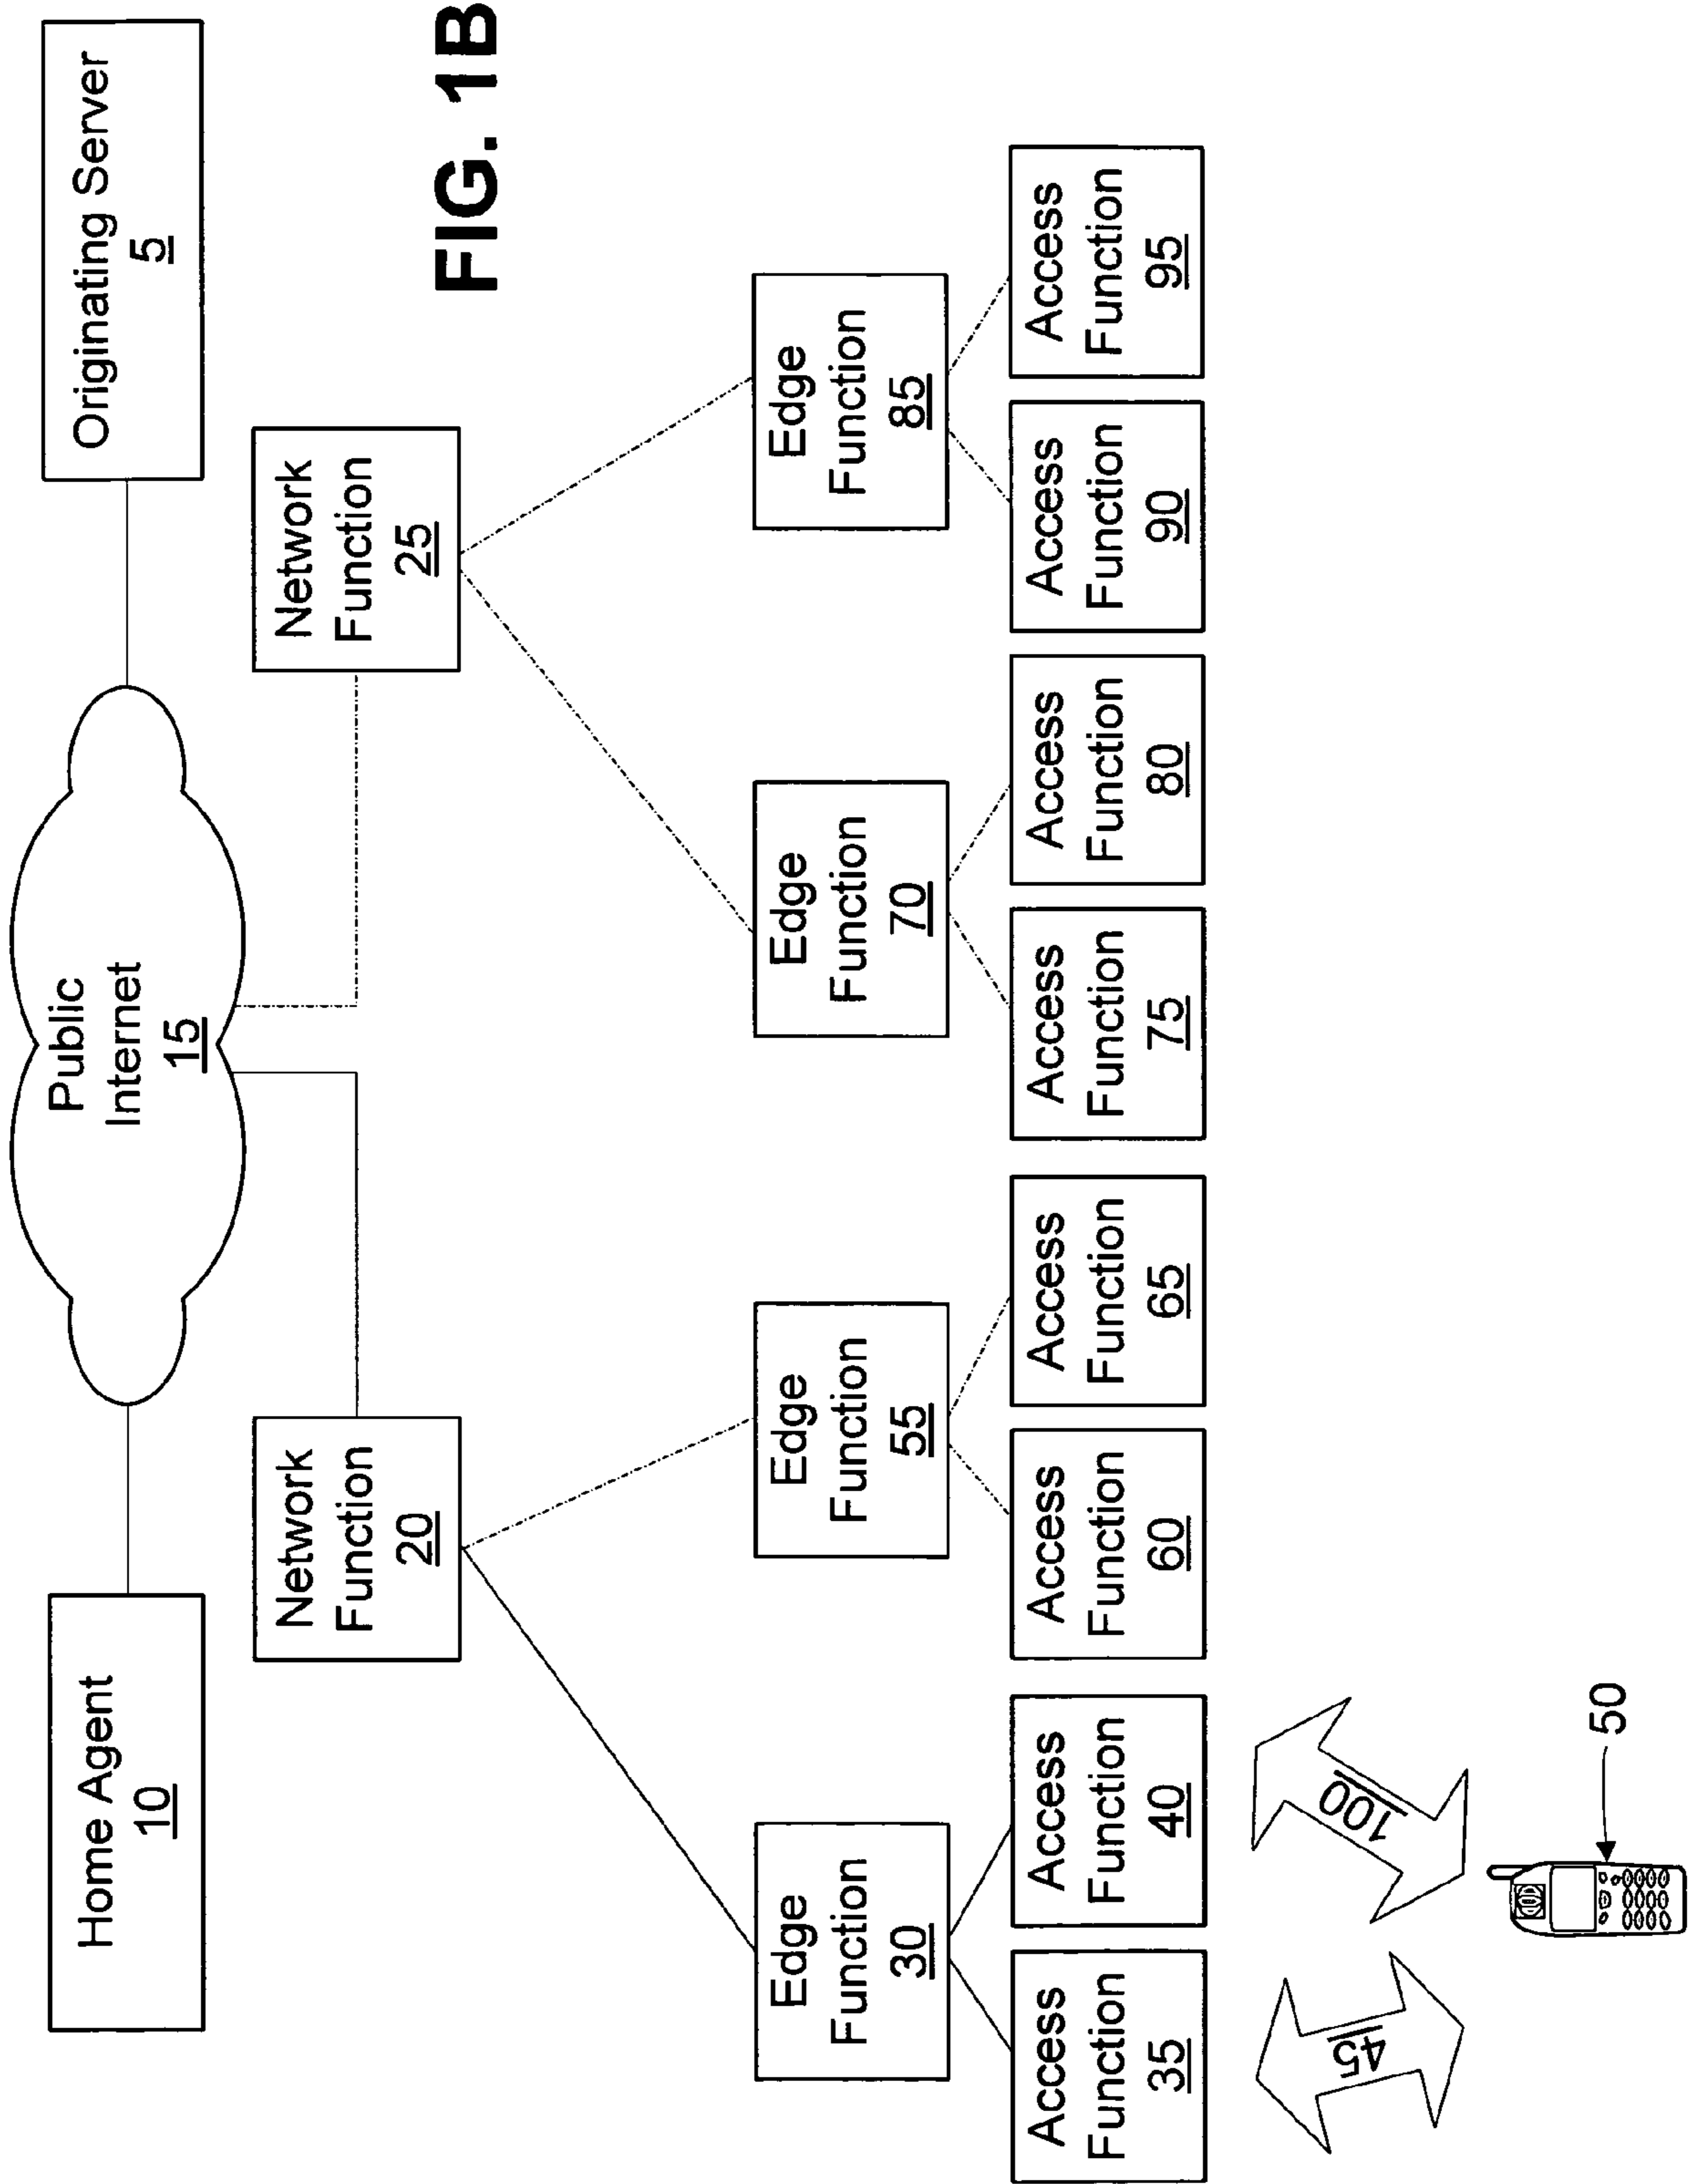 Home Agent
10
Public
Internet
15
Originating Server
5
Network
Function
20
Network
Function
25
FIG. 1B
Edge
Function
30
Edge
Function
55
Edge
Function
70
Edge
Function
85
Access
Function
35
Access
Function
40
Access
Function
60
Access
Function
65
Access
Function
75
Access
Function
80
Access
Function
90
Access
Function
95
45
100
50